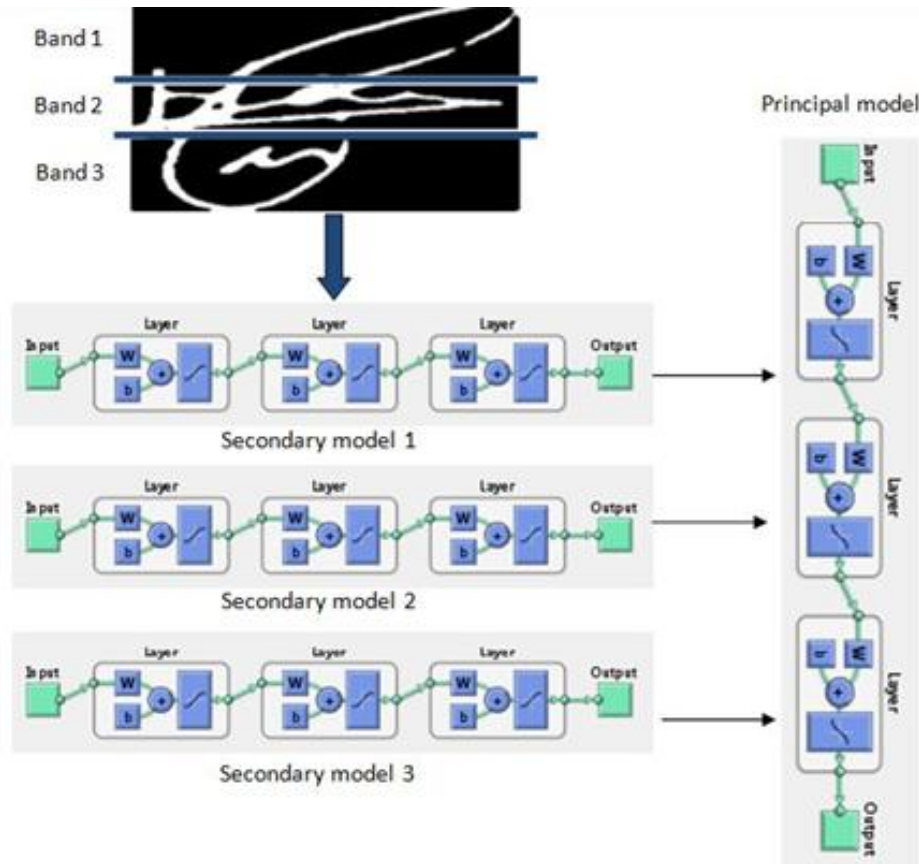 Band 1
Band 2
Band 3
Principal model
Input
Layer
W
b
+
Layer
W
b
+
Layer
W
b
+
Output
Input
Layer
W
b
+
Layer
W
b
+
Layer
W
b
+
Output
Secondary model 1
Input
Layer
W
b
+
Layer
W
b
+
Layer
W
b
+
Output
Secondary model 2
Input
Layer
W
b
+
Layer
W
b
+
Layer
W
b
+
Output
Secondary model 3